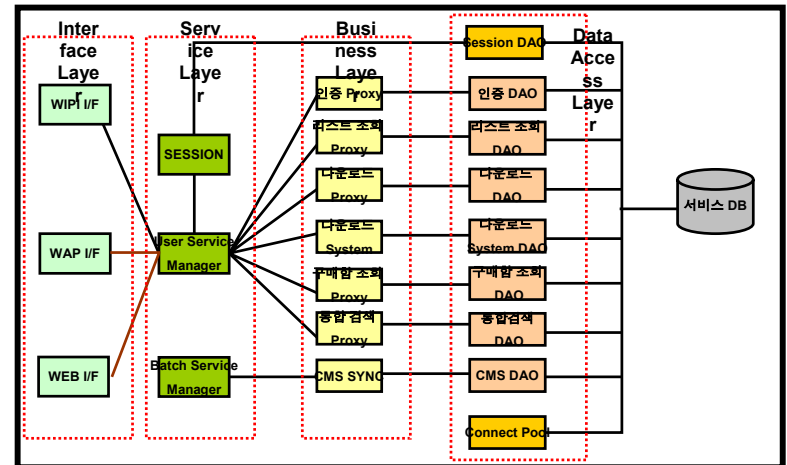 Inter
face
Laye
r
WIPI I/F
WAP I/F
WEB I/F
Serv
ice
Laye
r
SESSION
User Service
Manager
Batch Service
Manager
Busi
ness
Laye
r
인증 Proxy
리스트 조회
Proxy
다운로드
Proxy
다운로드
System
구매함 조회
Proxy
통합 검색
Proxy
CMS SYNC
Data
Acce
ss
Laye
r
Session DAO
인증 DAO
리스트 조회
DAO
다운로드
DAO
다운로드
System DAO
구매함 조회
DAO
통합검색
DAO
CMS DAO
Connect Pool
서비스 DB